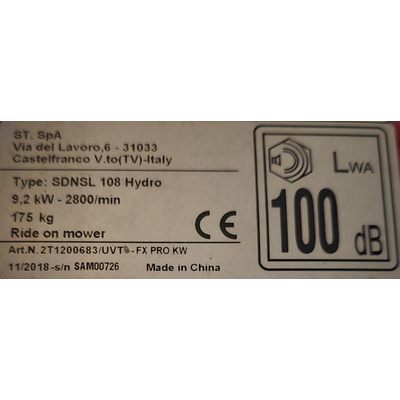 ST. SpA
Via del Lavoro,6 - 31033
Castelfranco V.to(TV)-Italy
Type: SDNSL 108 Hydro
9,2 kW - 2800/min
175 kg
Ride on mower
CE
Art.N.2T1200683/ -FX PRO KW
11/2018 -s/n SAM00726 Made in China
LWA
100 dB